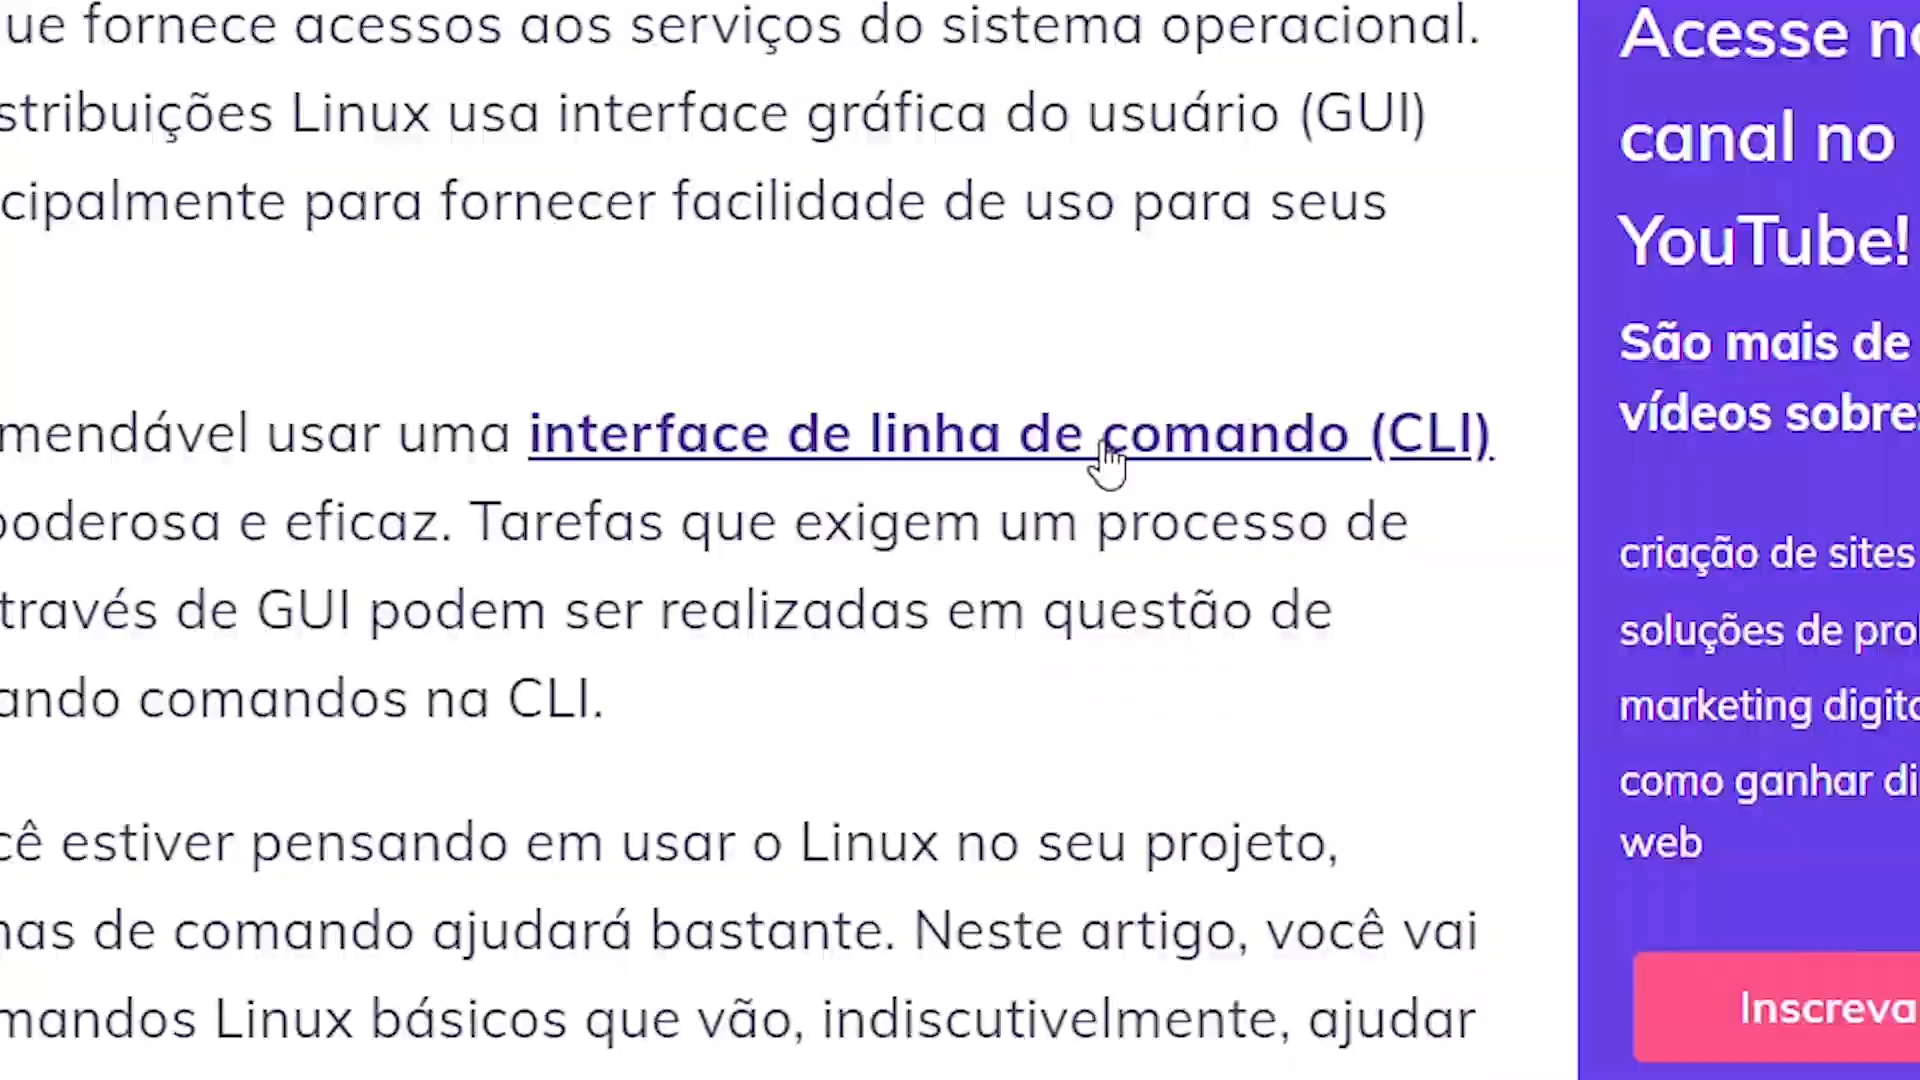 ue fornece acessos aos serviços do sistema operacional.
stribuições Linux usa interface gráfica do usuário (GUI)
cipalmente para fornecer facilidade de uso para seus
mendável usar uma interface de linha de comando (CLI)
poderosa e eficaz. Tarefas que exigem um processo de
través de GUI podem ser realizadas em questão de
ando comandos na CLI.
cê estiver pensando em usar o Linux no seu projeto,
has de comando ajudará bastante. Neste artigo, você vai
mandos Linux básicos que vão, indiscutivelmente, ajudar
Acesse no
canal no
YouTube!
São mais de
vídeos sobre:
criação de sites
soluções de pro
marketing digita
como ganhar di
web
Inscreva